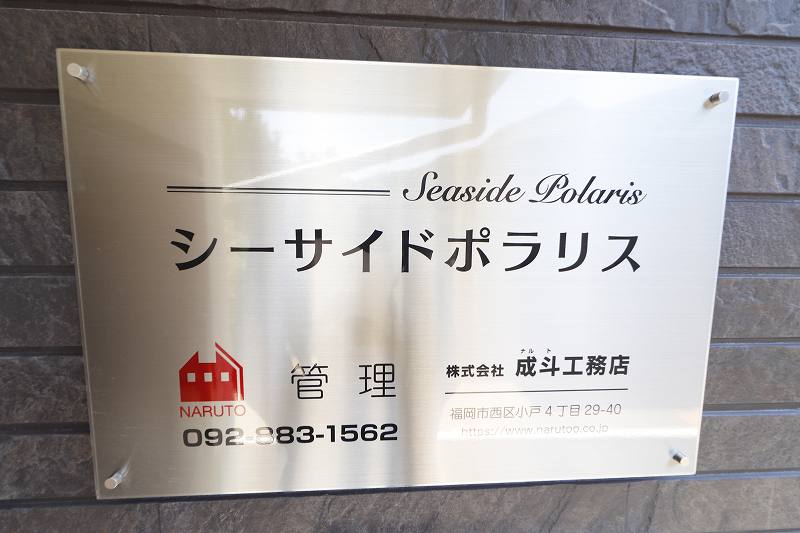 Seaside Polaris
シーサイドポラリス
NARUTO
管理
092-883-1562
ナルト
株式会社 成斗工務店
福岡市西区小戸4丁目29-40
https://www.narutoo.co.jp